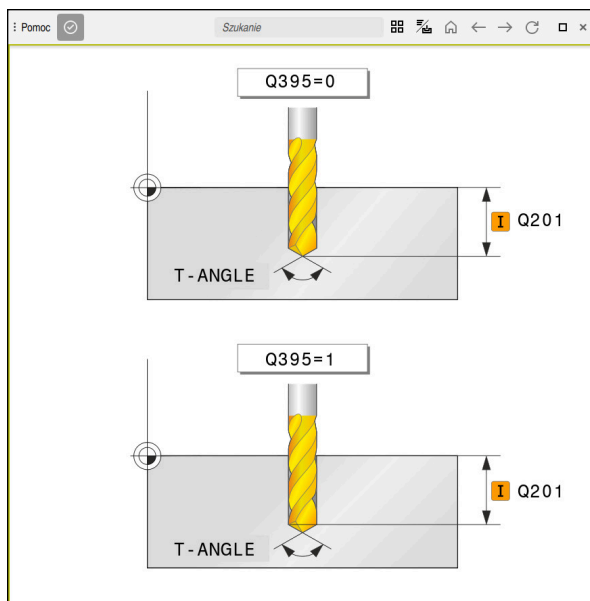 Pomoc
Szukanie
Q395=0
I Q201
T-ANGLE
Q395=1
I Q201
T-ANGLE